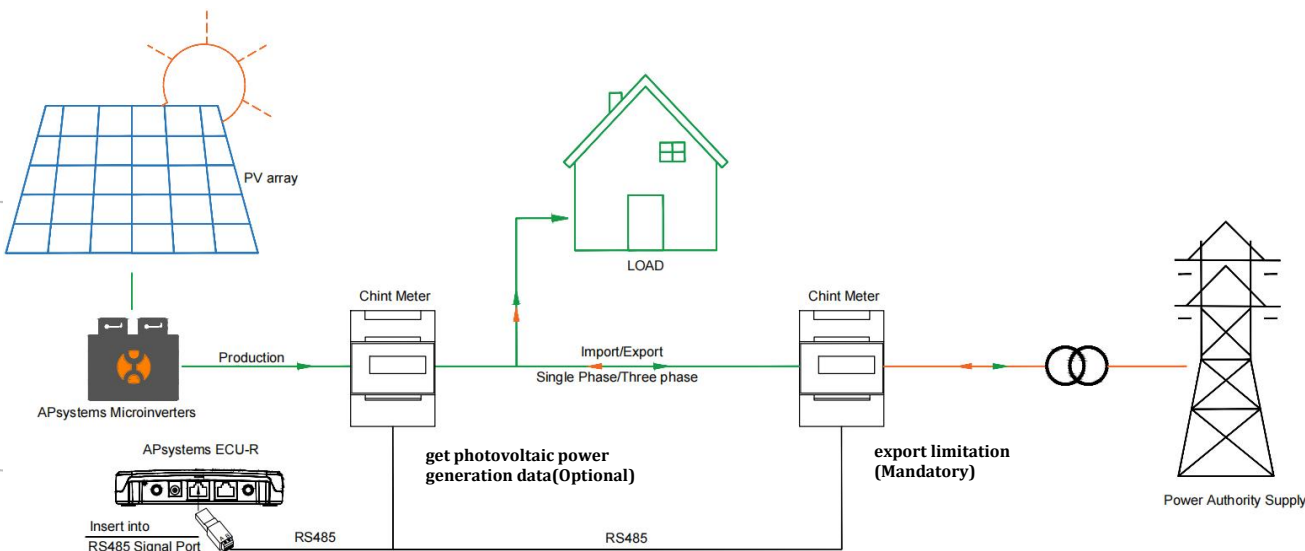 PV array
LOAD
Chint Meter
Chint Meter
Production
Import/Export
Single Phase/Three phase
APsystems Microinverters
APsystems ECU-R
get photovoltaic power
generation data(Optional)
export limitation
(Mandatory)
Power Authority Supply
Insert into
RS485 Signal Port
RS485
RS485